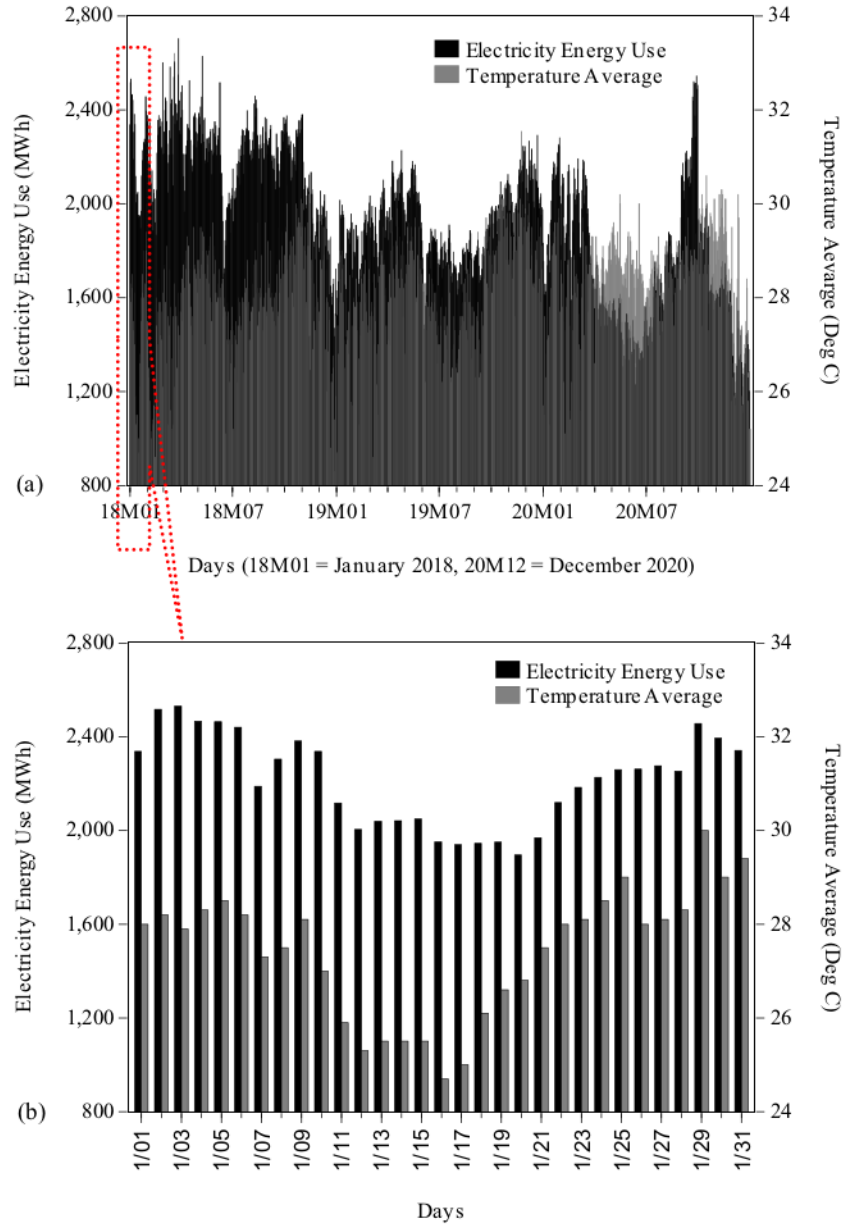 2,800
2,400
2,000
1,600
1,200
800
Electricity Energy Use (MWh)
Electricity Energy Use
Temperature Average
34
32
30
28
26
24
Temperature Aevarge (Deg C)
(a)
18M01 18M07 19M01 19M07 20M01 20M07
Days (18M01 = January 2018, 20M12 = December 2020)
2,800
2,400
2,000
1,600
1,200
800
Electricity Energy Use (MWh)
Electricity Energy Use
Temperature Average
34
32
30
28
26
24
Temperature Average (Deg C)
(b)
1/01 1/03 1/05 1/07 1/09 1/11 1/13 1/15 1/17 1/19 1/21 1/23 1/25 1/27 1/29 1/31
Days